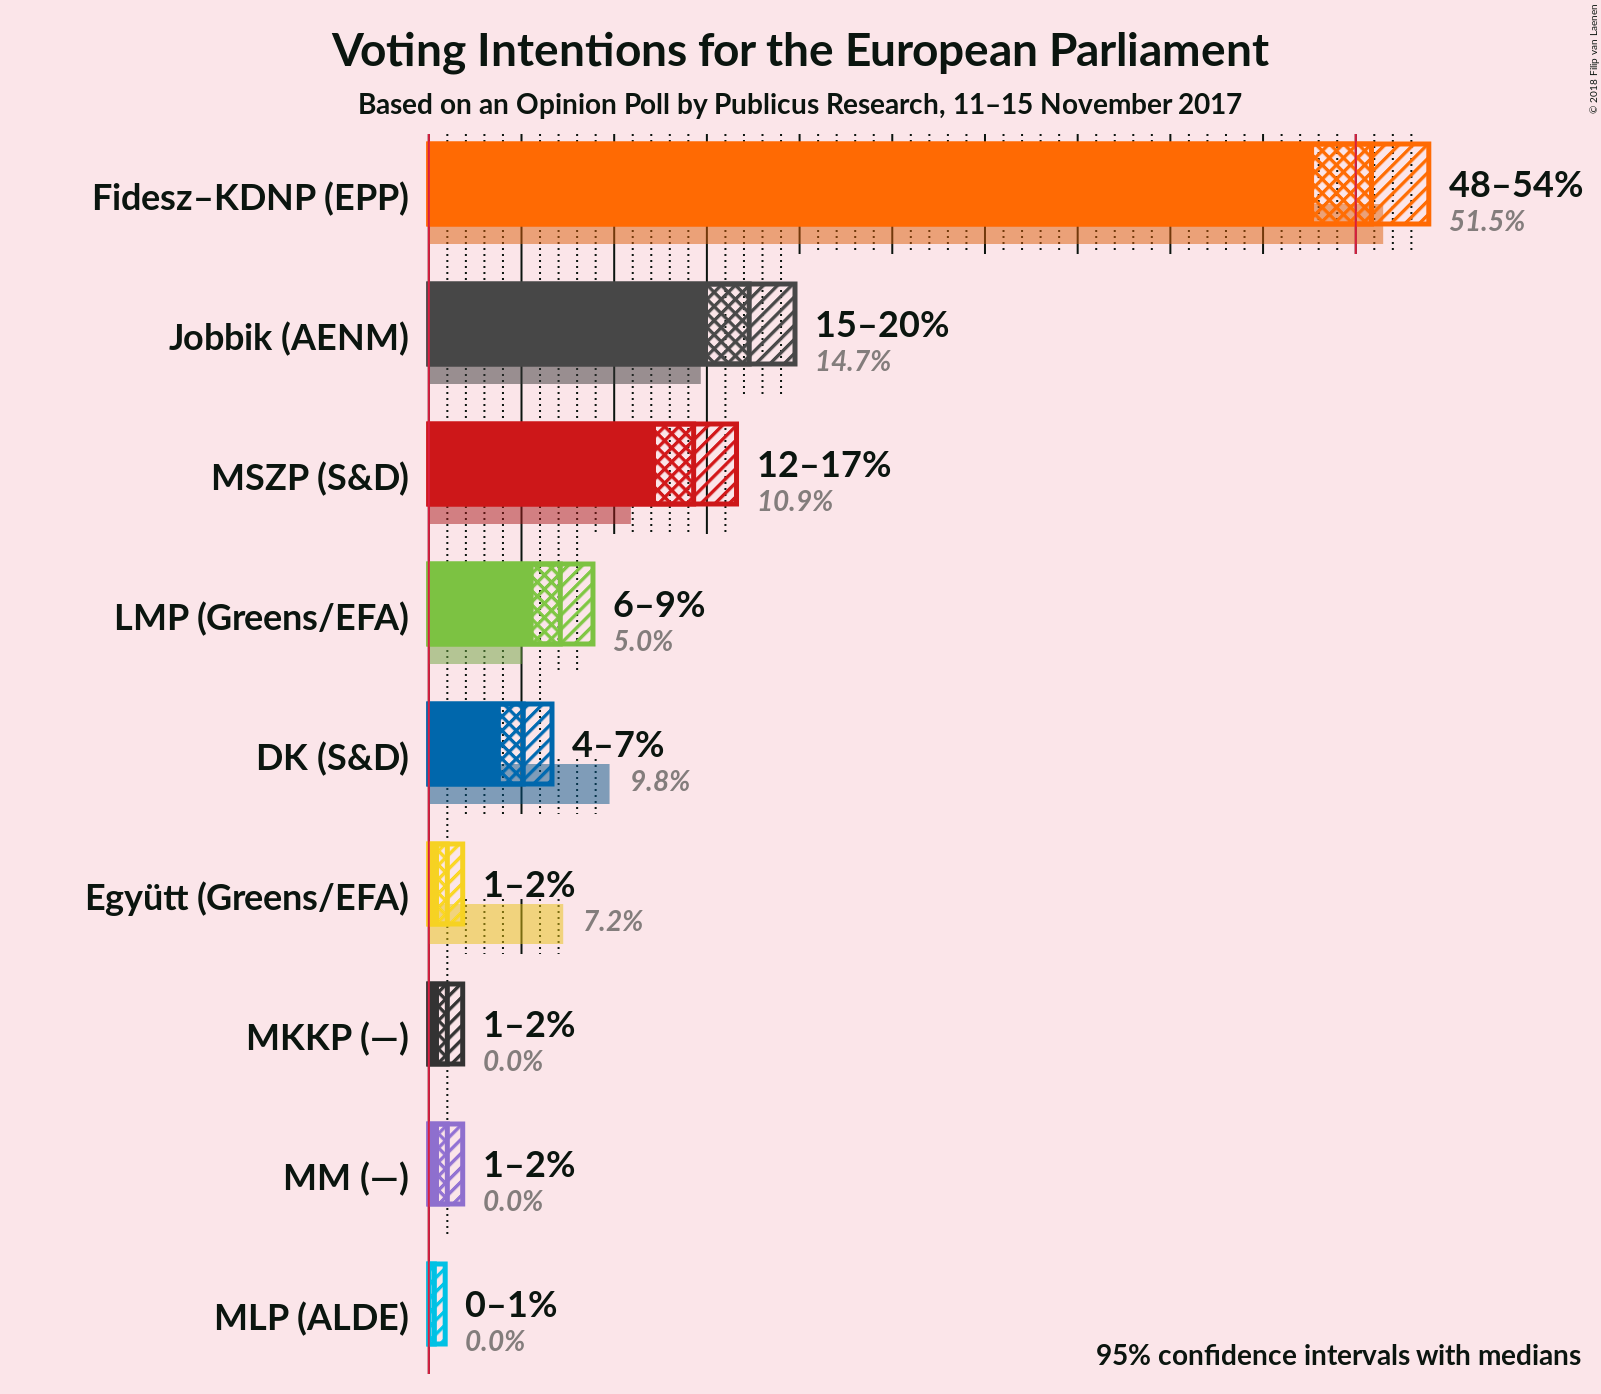 Voting Intentions for the European Parliament
Based on an Opinion Poll by Publicus Research, 11–15 November 2017
© 2018 Filip van Laenen
Fidesz–KDNP (EPP)
48–54%
51.5%
Jobbik (AENM)
15–20%
14.7%
MSZP (S&D)
12–17%
10.9%
LMP (Greens/EFA)
6–9%
5.0%
DK (S&D)
4–7%
9.8%
Együtt (Greens/EFA)
1–2%
7.2%
MKKP (—)
1–2%
0.0%
MM (—)
1–2%
0.0%
MLP (ALDE)
0–1%
0.0%
95% confidence intervals with medians